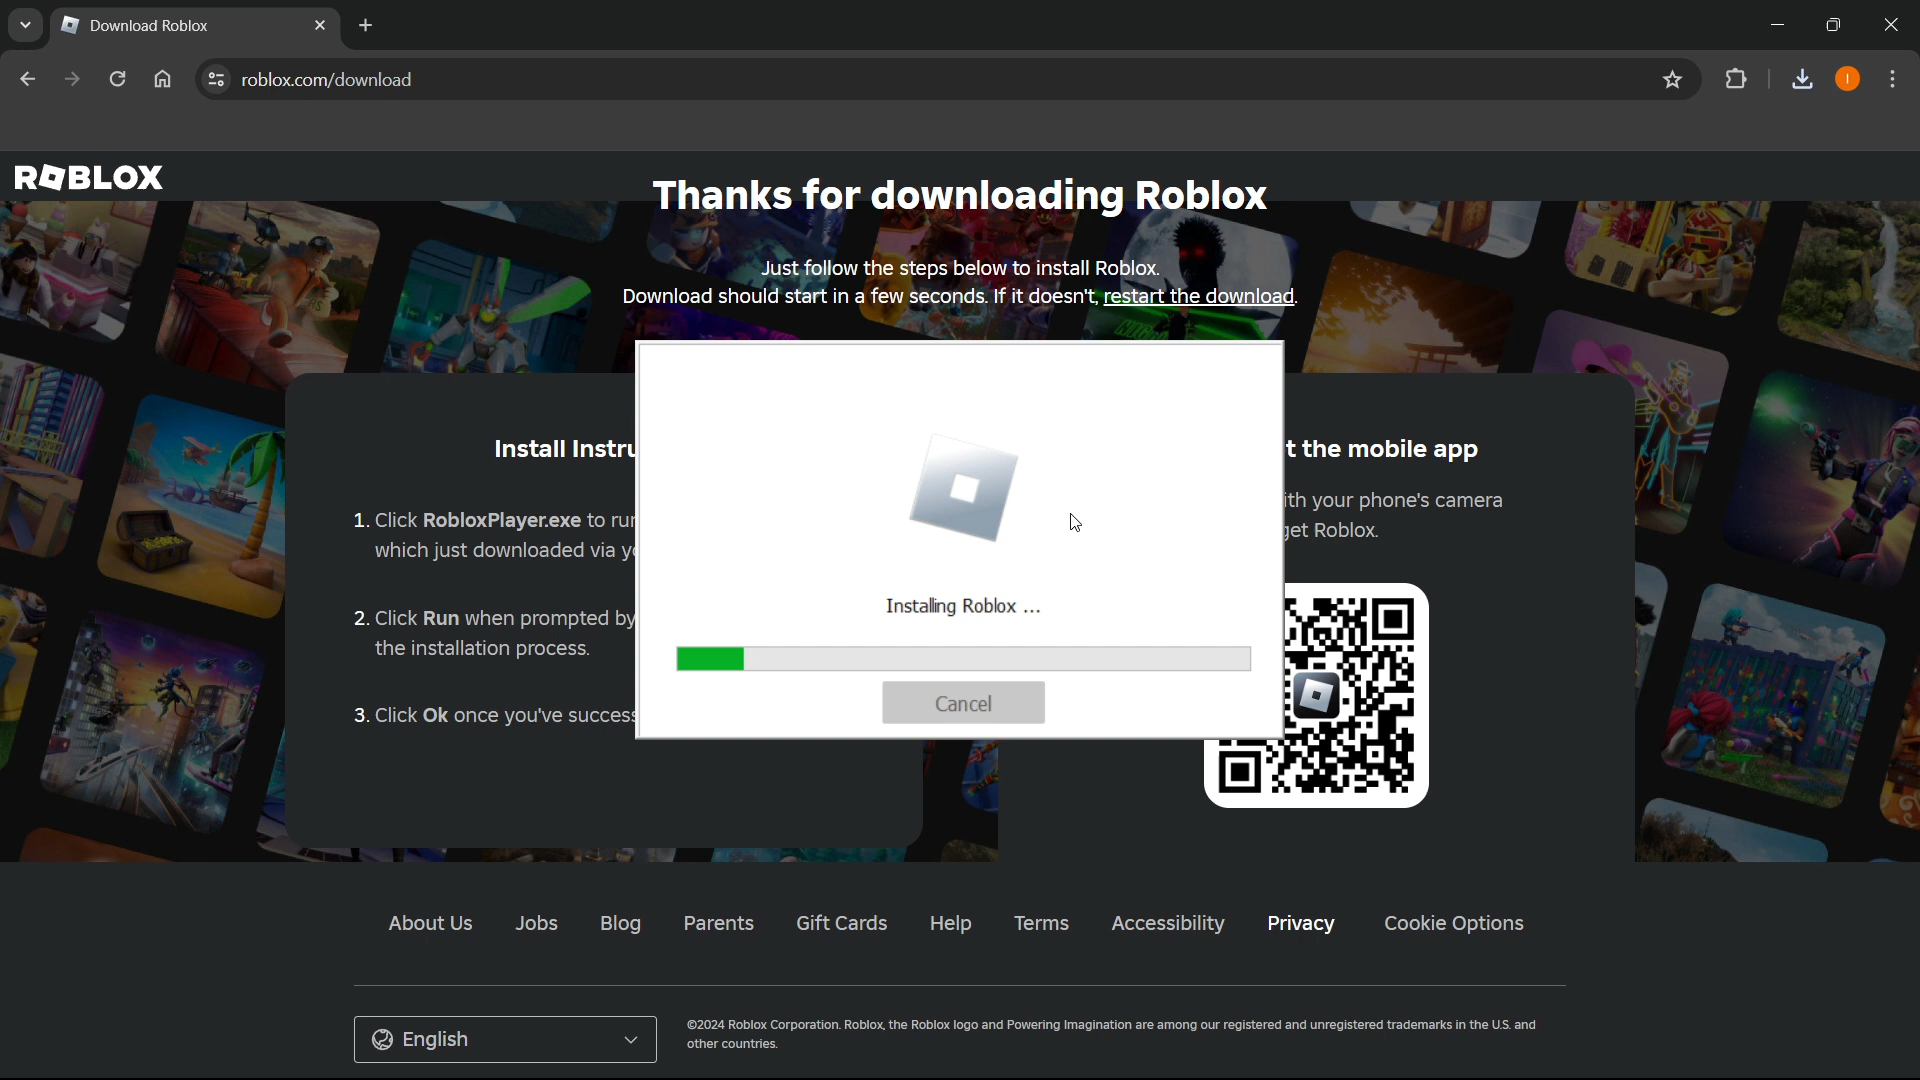 Download Roblox
roblox.com/download
I
ROBLOX
Thanks for downloading Roblox
Just follow the steps below to install Roblox.
Download should start in a few seconds. If it doesn't, restart the download.
Install Instru
1. Click RobloxPlayer.exe to run
which just downloaded via yo
2. Click Run when prompted by
the installation process.
3. Click Ok once you've success
Installing Roblox ...
Cancel
t the mobile app
ith your phone's camera
get Roblox.
About Us Jobs Blog Parents Gift Cards Help Terms Accessibility Privacy Cookie Options
English
©2024 Roblox Corporation. Roblox, the Roblox logo and Powering Imagination are among our registered and unregistered trademarks in the U.S. and
other countries.